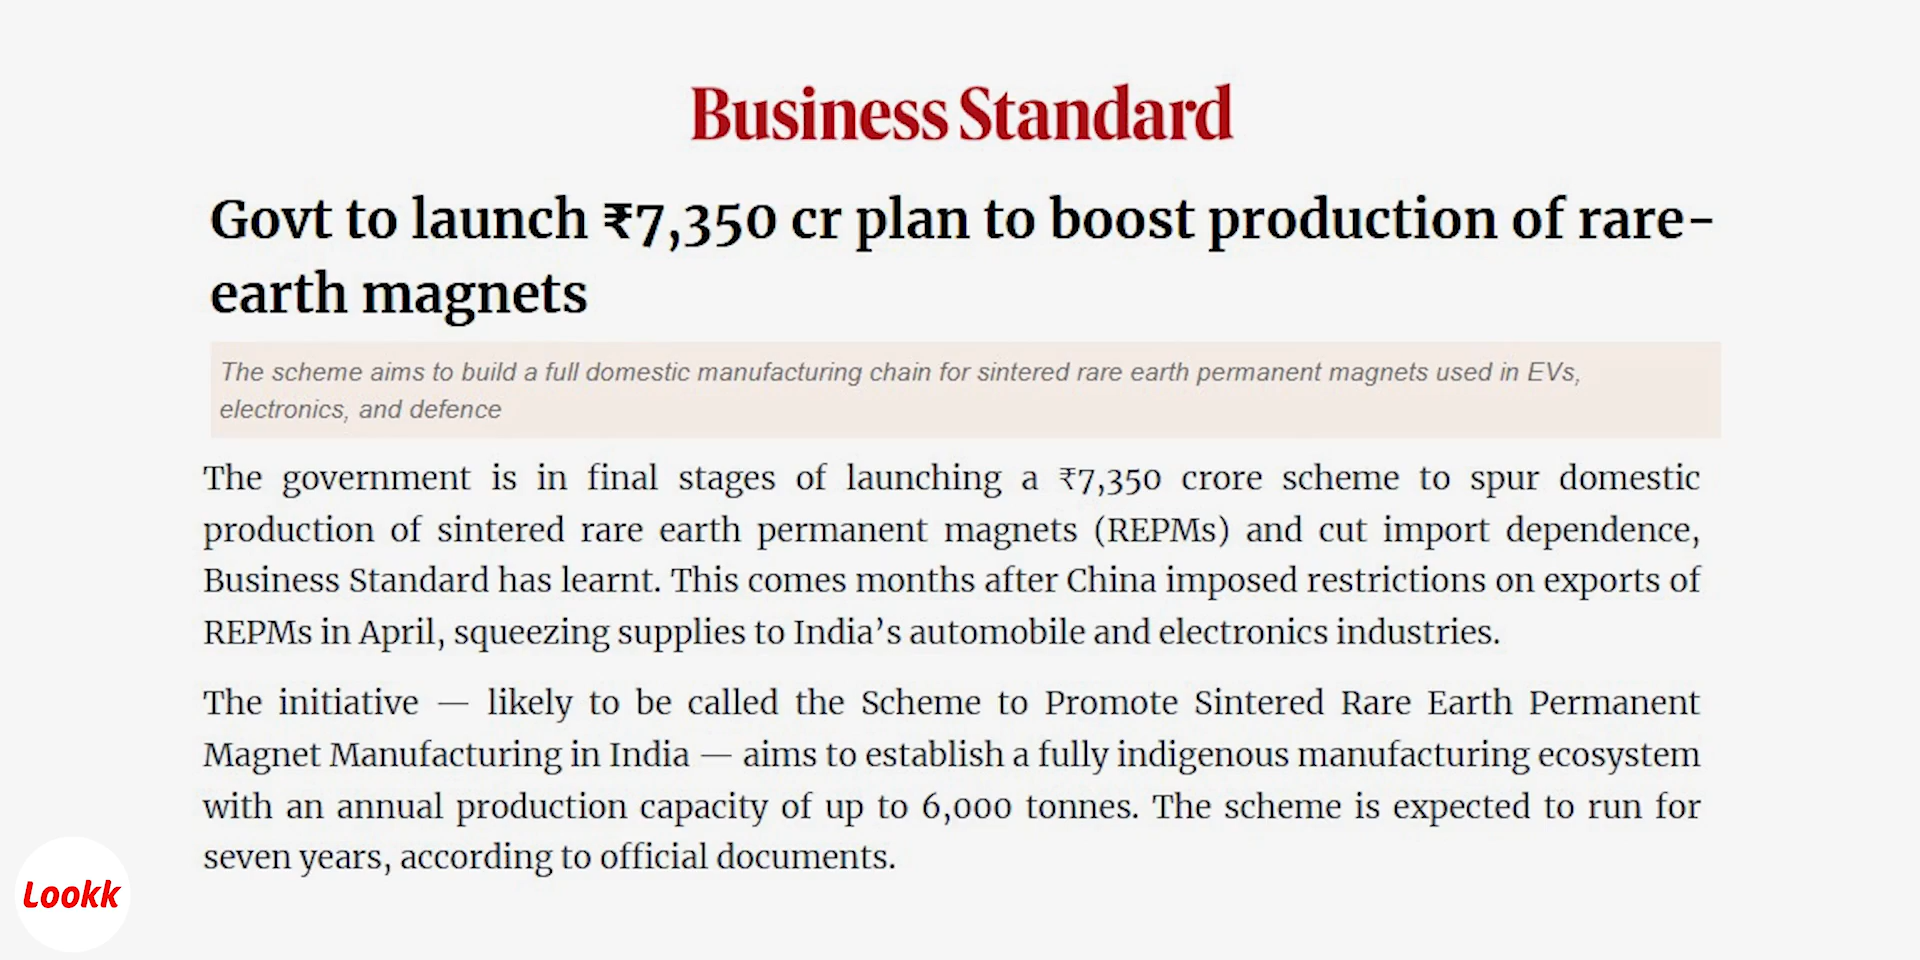 Business Standard
Govt to launch ₹7,350 cr plan to boost production of rare-
earth magnets
The scheme aims to build a full domestic manufacturing chain for sintered rare earth permanent magnets used in EVs,
electronics, and defence
The government is in final stages of launching a ₹7,350 crore scheme to spur domestic
production of sintered rare earth permanent magnets (REPMs) and cut import dependence,
Business Standard has learnt. This comes months after China imposed restrictions on exports of
REPMs in April, squeezing supplies to India’s automobile and electronics industries.
The initiative — likely to be called the Scheme to Promote Sintered Rare Earth Permanent
Magnet Manufacturing in India — aims to establish a fully indigenous manufacturing ecosystem
with an annual production capacity of up to 6,000 tonnes. The scheme is expected to run for
seven years, according to official documents.
Lookk